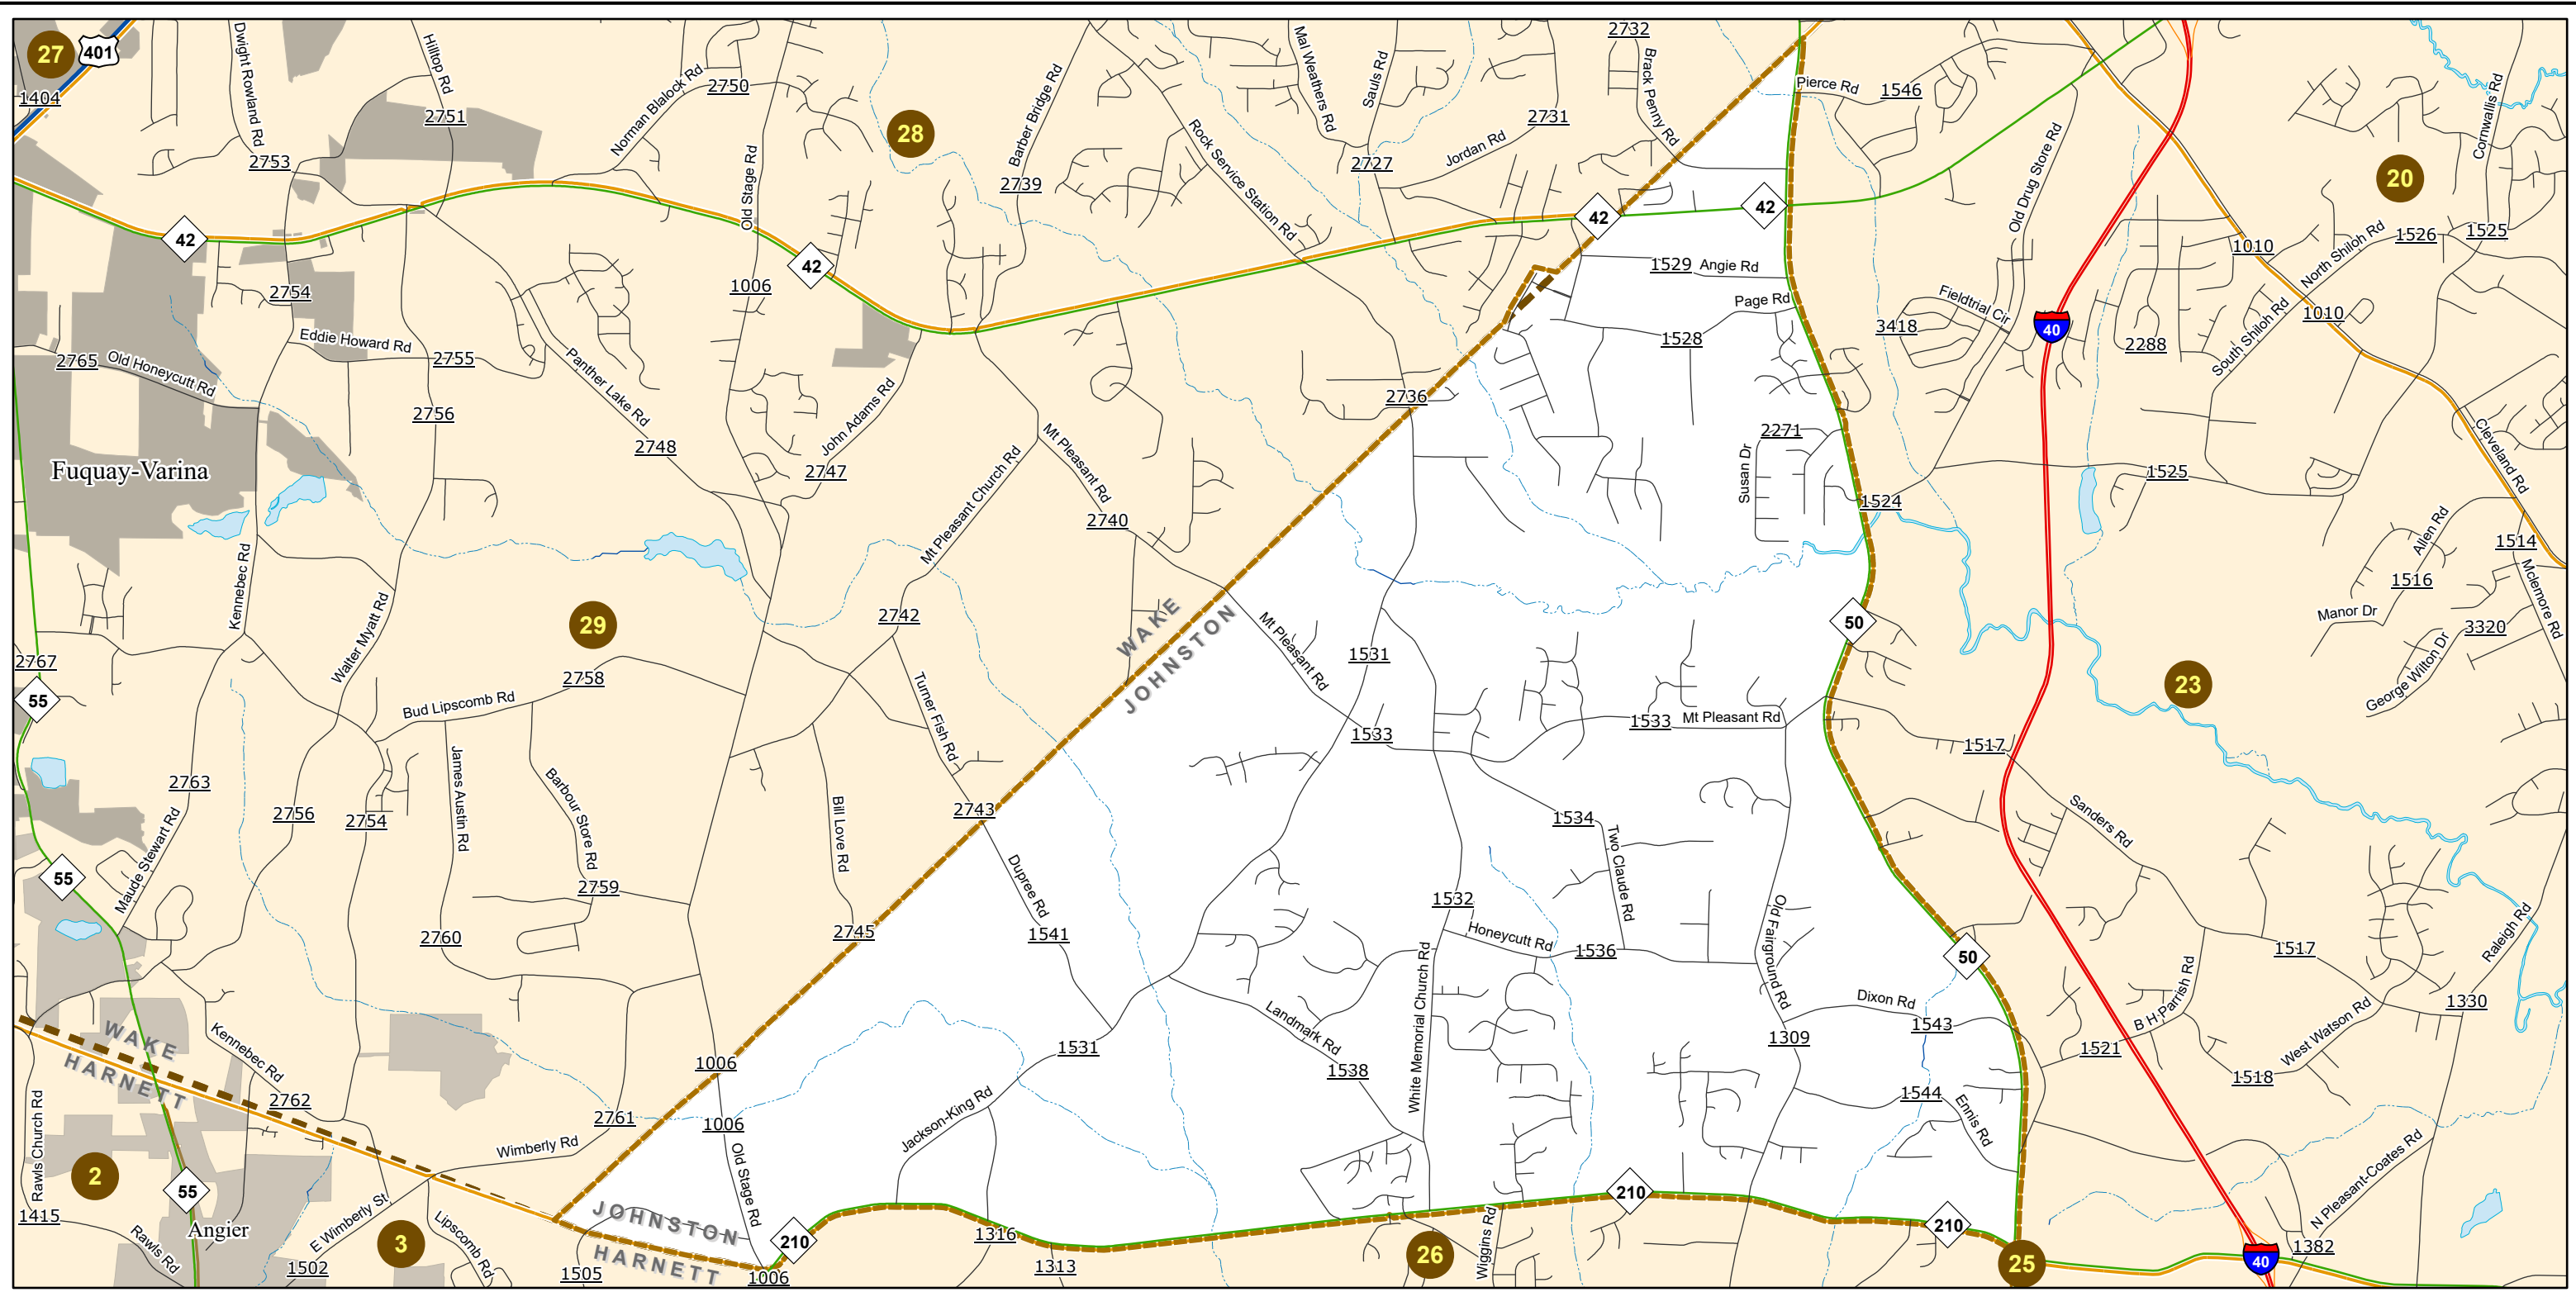 27
401
1404
Dwight Rowland Rd
Hilltop Rd
2751
2753
Norman Blalock Rd
2750
Old Stage Rd
28
Barber Bridge Rd
2739
Rock Service Station Rd
Mal Weathers Rd
Sauls Rd
2727
Jordan Rd
2731
2732
Brack Penny Rd
Pierce Rd
1546
Old Drug Store Rd
Cornwallis Rd
20
42
42
42
42
1006
2754
1529
Angie Rd
Page Rd
1528
3418
Fieldtrial Cir
40
2288
1010
North Shiloh Rd
1526
1525
1010
South Shiloh Rd
2765
Old Honeycutt Rd
Eddie Howard Rd
2755
2756
Panther Lake Rd
2748
John Adams Rd
2747
2736
Fuquay-Varina
Mt Pleasant Church Rd
Mt Pleasant Rd
2740
2271
Susan Dr
1524
1525
Cleveland Rd
Allen Rd
1514
1516
Mclemore Rd
Manor Dr
3320
George Wilton Dr
Kennebec Rd
Walter Myatt Rd
29
2742
WAKE
JOHNSTON
Mt Pleasant Rd
1531
50
2767
55
2758
Bud Lipscomb Rd
Turner Fish Rd
1533
1533
Mt Pleasant Rd
23
1517
2763
2756
2754
James Austin Rd
Barbour Store Rd
Bill Love Rd
2743
1534
Two Claude Rd
Sanders Rd
55
Maude Stewart Rd
2759
Dupree Rd
1532
Old Fairground Rd
2760
2745
1541
Honeycutt Rd
1536
50
1517
Raleigh Rd
WAKE
HARNETT
Kennebec Rd
2762
1006
1531
Landmark Rd
1538
White Memorial Church Rd
1309
Dixon Rd
1543
B H Parrish Rd
1521
West Watson Rd
1330
1518
Rawls Church Rd
2761
1006
Jackson-King Rd
1544
Ennis Rd
2
55
Wimberly Rd
Old Stage Rd
210
N Pleasant-Coates Rd
1415
Angier
Rawls Rd
E Wimberly St
3
Lipscomb Rd
1502
JOHNSTON
HARNETT
1505
210
1006
1316
1313
26
Wiggins Rd
210
25
40
1382